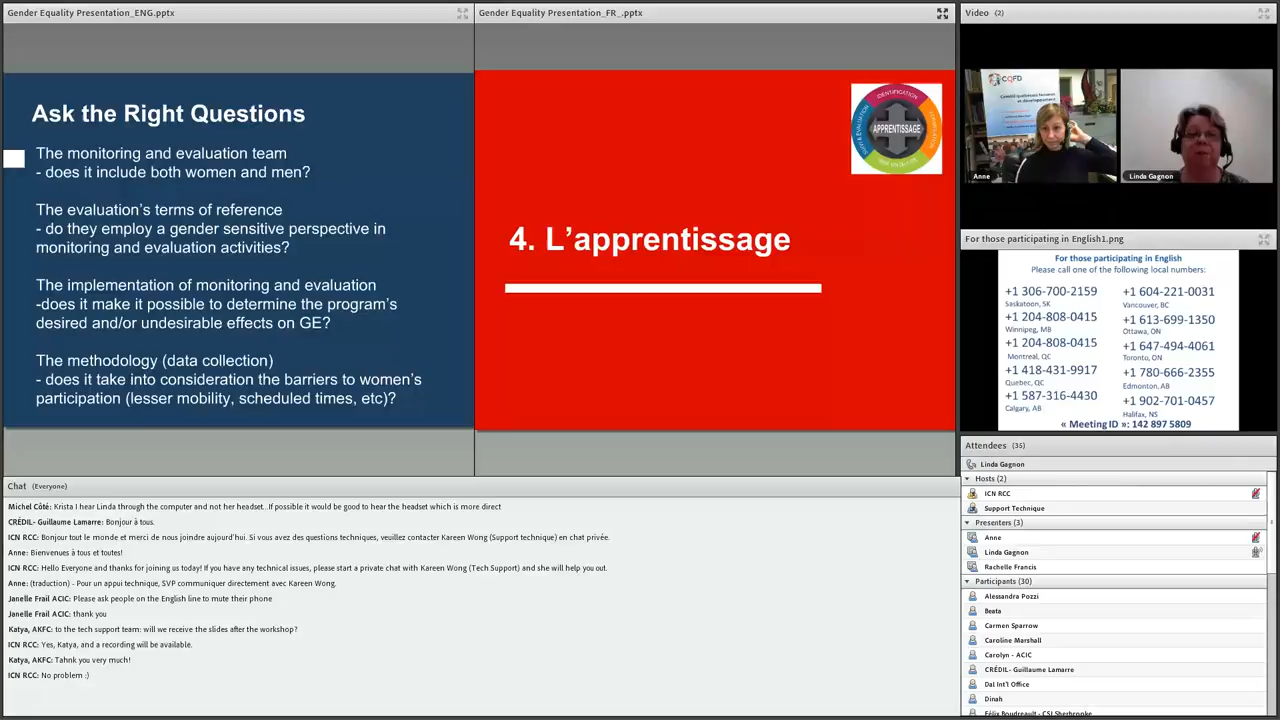 Gender Equality Presentation_ENG.pptx
Ask the Right Questions
The monitoring and evaluation team
- does it include both women and men?
The evaluation's terms of reference
- do they employ a gender sensitive perspective in
monitoring and evaluation activities?
The implementation of monitoring and evaluation
-does it make it possible to determine the program's
desired and/or undesirable effects on GE?
The methodology (data collection)
- does it take into consideration the barriers to women's
participation (lesser mobility, scheduled times, etc)?
Gender Equality Presentation_FR_.pptx
IDENTIFICATION
APPRENTISSAGE
4. L'apprentissage
Video (2)
CQFD
Comité québécois femmes
et développement
Anne
Linda Gagnon
For those participating in English1.png
For those participating in English
Please call one of the following local numbers:
+1 306-700-2159
Saskatoon, SK
+1 204-808-0415
Winnipeg, MB
+1 204-808-0415
Montreal, QC
+1 418-431-9917
Quebec, QC
+1 587-316-4430
Calgary, AB
+1 604-221-0031
Vancouver, BC
+1 613-699-1350
Ottawa, ON
+1 647-494-4061
Toronto, ON
+1 780-666-2355
Edmonton, AB
+1 902-701-0457
Halifax, NS
« Meeting ID »: 142 897 5809
Attendees (35)
Linda Gagnon
Hosts (2)
ICN RCC
Support Technique
Presenters (3)
Anne
Linda Gagnon
Rachelle Francis
Participants (30)
Alessandra Pozzi
Beata
Carmen Sparrow
Caroline Marshall
Carolyn - ACIC
CRÉDIL- Guillaume Lamarre
Dal Int'l Office
Dinah
Félix Boudreault - CSI Sherbrooke
Chat (Everyone)
Michel Côté: Krista I hear Linda through the computer and not her headset..If possible it would be good to hear the headset which is more direct
CRÉDIL- Guillaume Lamarre: Bonjour à tous.
ICN RCC: Bonjour tout le monde et merci de nous joindre aujourd'hui. Si vous avez des questions techniques, veuillez contacter Kareen Wong (Support technique) en chat privée.
Anne: Bienvenues à tous et toutes!
ICN RCC: Hello Everyone and thanks for joining us today! If you have any technical issues, please start a private chat with Kareen Wong (Tech Support) and she will help you out.
Anne: (traduction) - Pour un appui technique, SVP communiquer directement avec Kareen Wong.
Janelle Frail ACIC: Please ask people on the English line to mute their phone
Janelle Frail ACIC: thank you
Katya, AKFC: to the tech support team: will we receive the slides after the workshop?
ICN RCC: Yes, Katya, and a recording will be available.
Katya, AKFC: Tahnk you very much!
ICN RCC: No problem :)